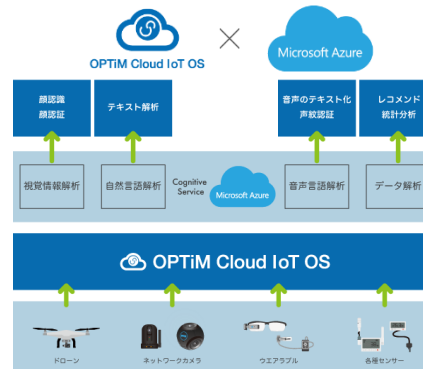 OPTiM Cloud IoT OS
Microsoft Azure
顔認識
顔認証
テキスト解析
音声のテキスト化
声紋認証
レコメンド
統計分析
視覚情報解析
自然言語解析
Cognitive
Service
Microsoft Azure
音声言語解析
データ解析
OPTiM Cloud IoT OS
ドローン
ネットワークカメラ
ウエアラブル
各種センサー